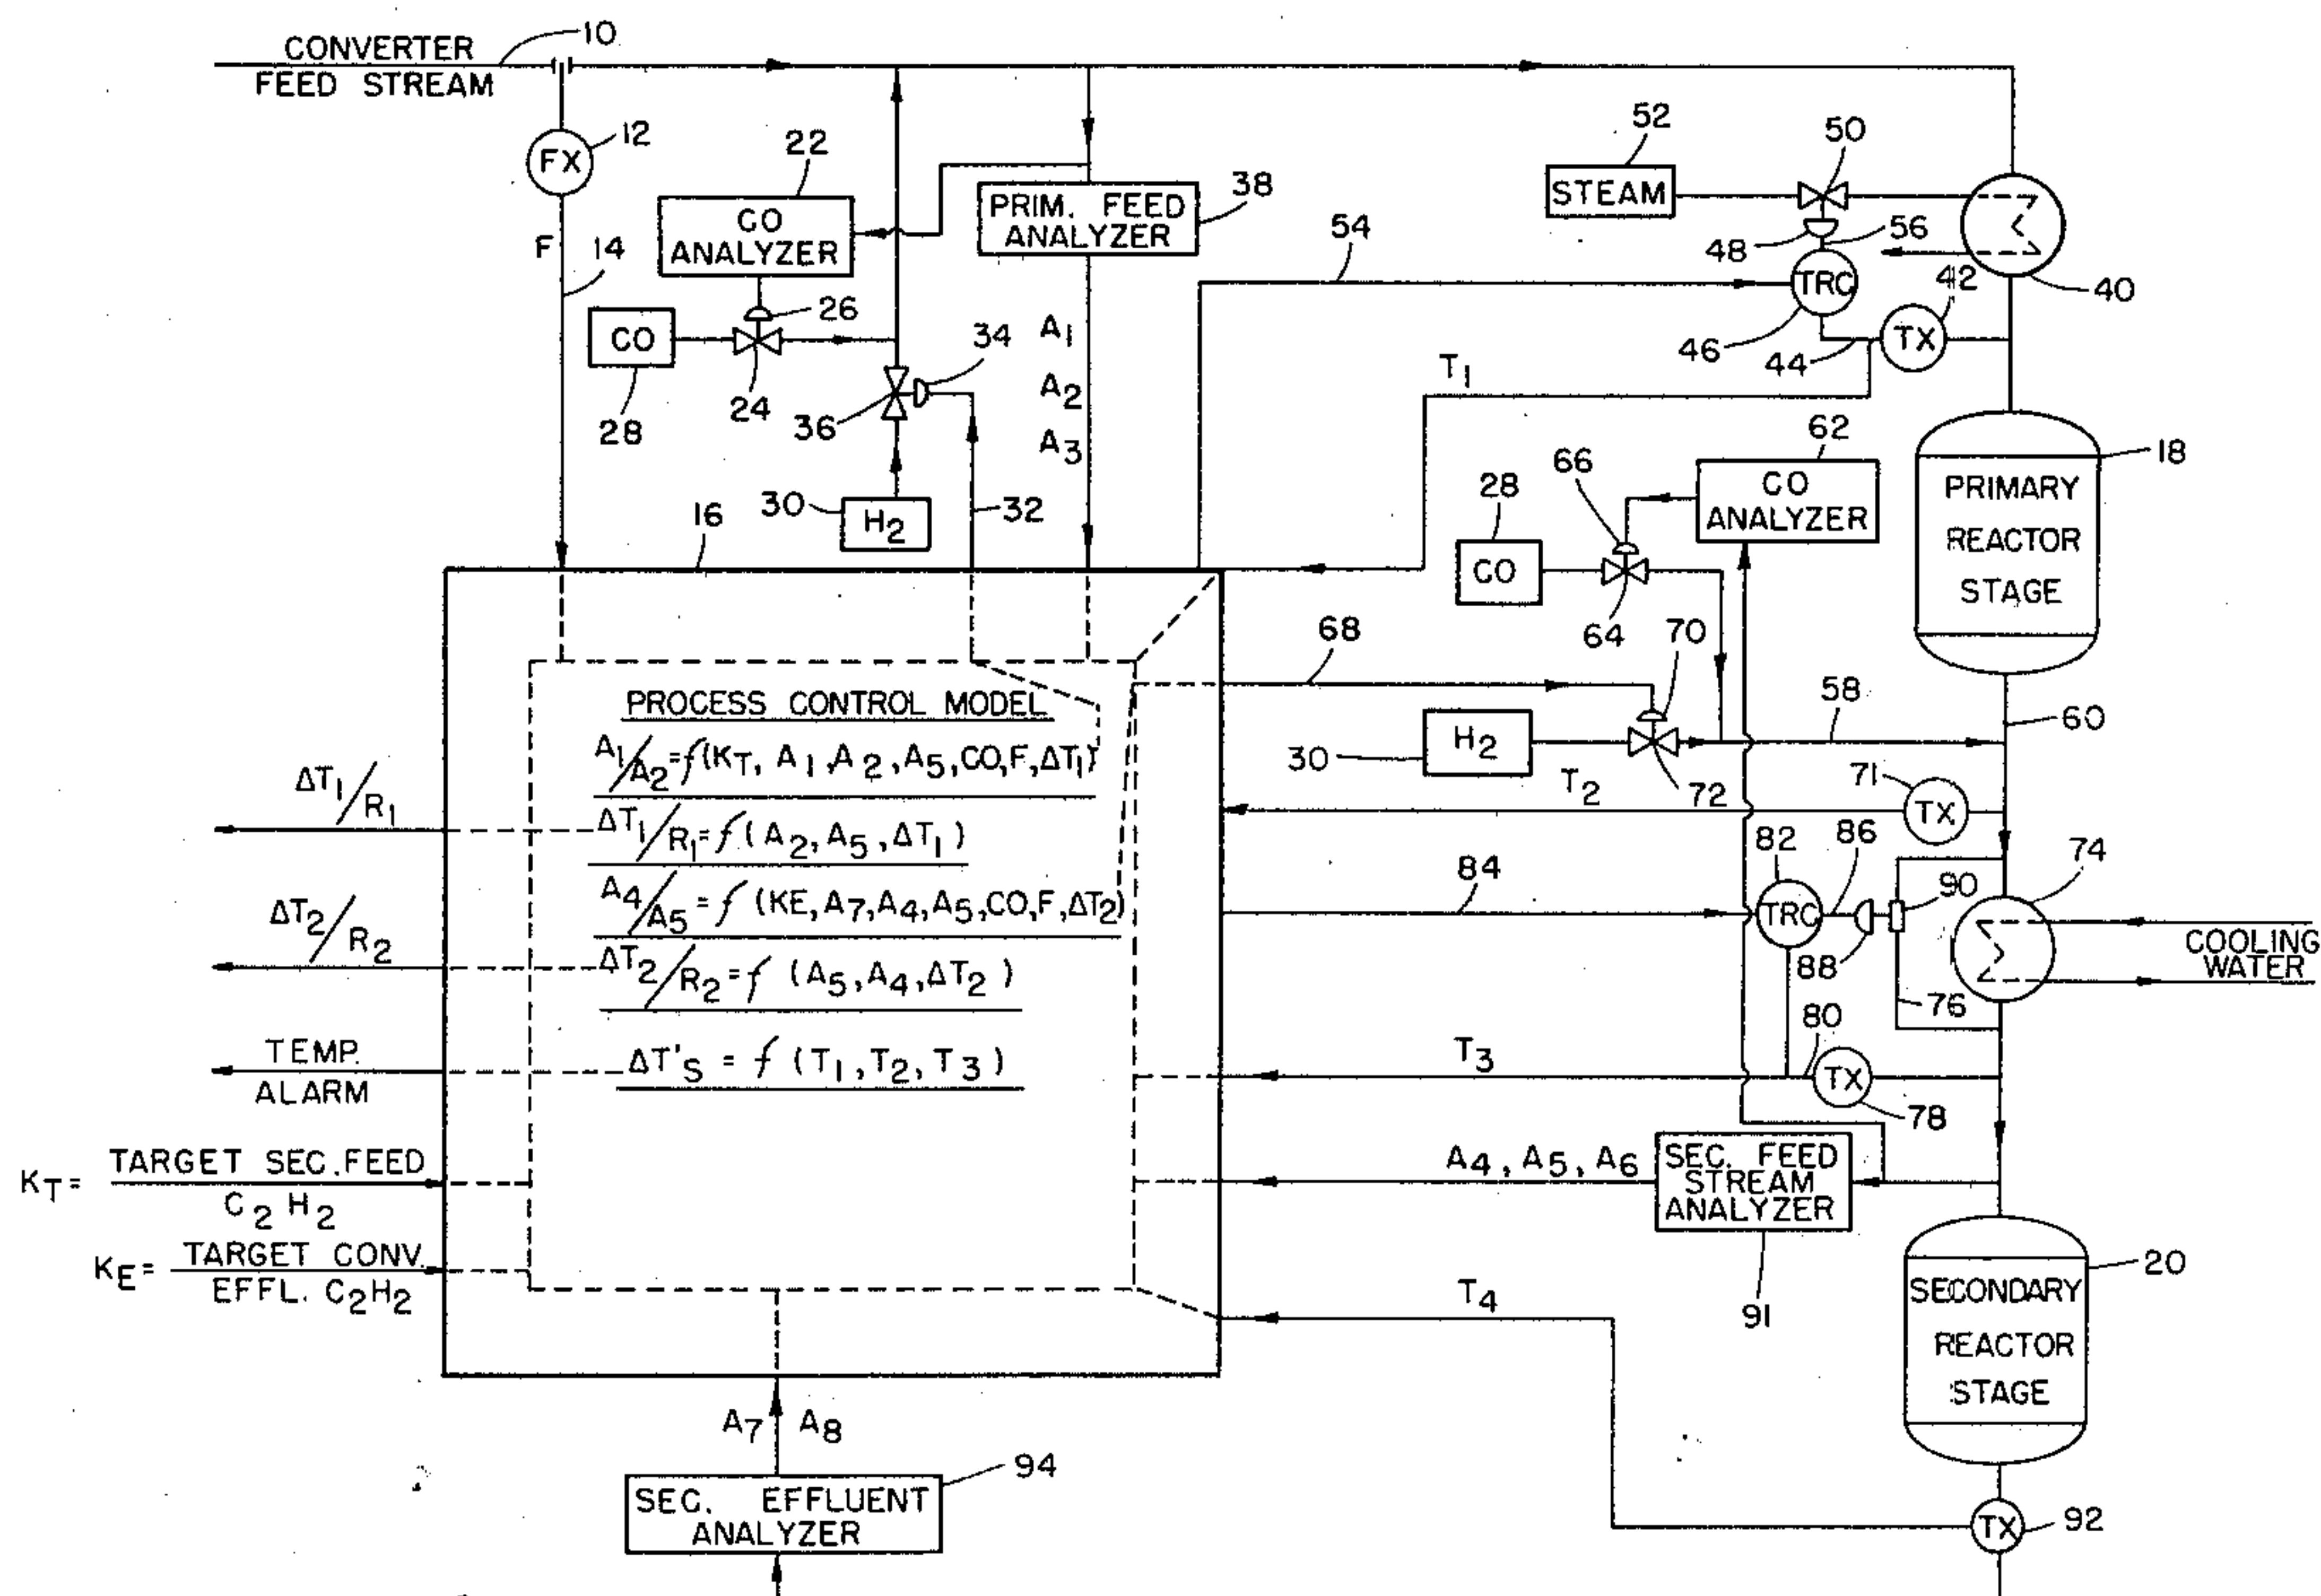 CONVERTER
FEED STREAM
10
FX
12
F
14
22
CO
ANALYZER
PRIM. FEED
ANALYZER
38
CO
28
24
26
34
36
30
H2
32
A1
A2
A3
16
52
STEAM
50
48
56
54
TRC
42
TX
40
46
44
T1
18
PRIMARY
REACTOR
STAGE
62
CO
ANALYZER
66
28
CO
64
68
70
30
H2
72
58
60
71
TX
T2
82
86
74
84
TRC
90
88
COOLING
WATER
76
80
T3
TX
78
A4, A5, A6
SEC. FEED
STREAM
ANALYZER
91
20
SECONDARY
REACTOR
STAGE
T4
TX
92
PROCESS CONTROL MODEL
A1/A2=f(KT, A1, A2, A5, CO, F, ΔT1)
ΔT1/R1=f(A2, A5, ΔT1)
A4/A5=f(KE, A7, A4, A5, CO, F, ΔT2)
ΔT2/R2=f (A5, A4, ΔT2)
ΔT'S = f (T1, T2, T3)
ΔT1/R1
ΔT2/R2
TEMP.
ALARM
KT= TARGET SEC. FEED
C2H2
KE= TARGET CONV.
EFFL. C2H2
A7 A8
SEC. EFFLUENT
ANALYZER
94